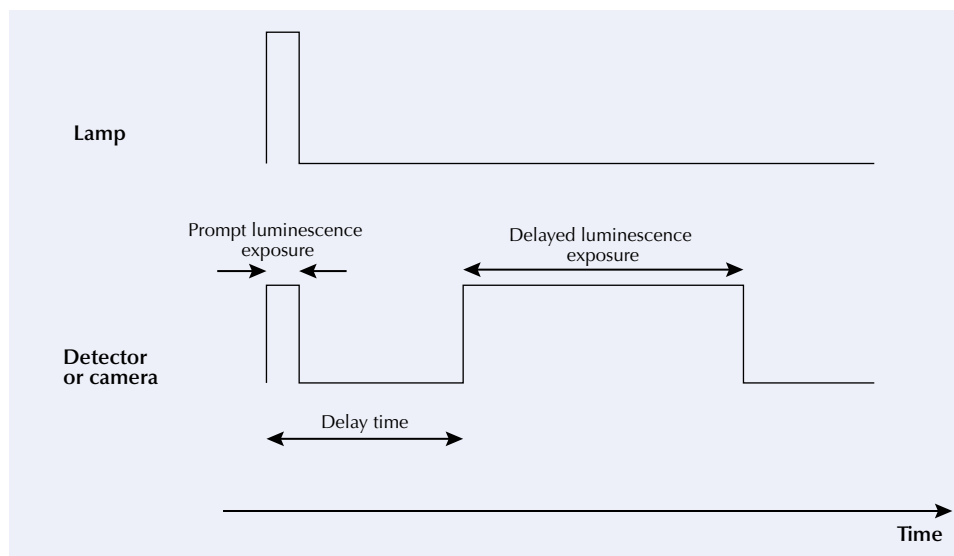 Lamp
Prompt luminescence
exposure
Delayed luminescence
exposure
Detector
or camera
Delay time
Time